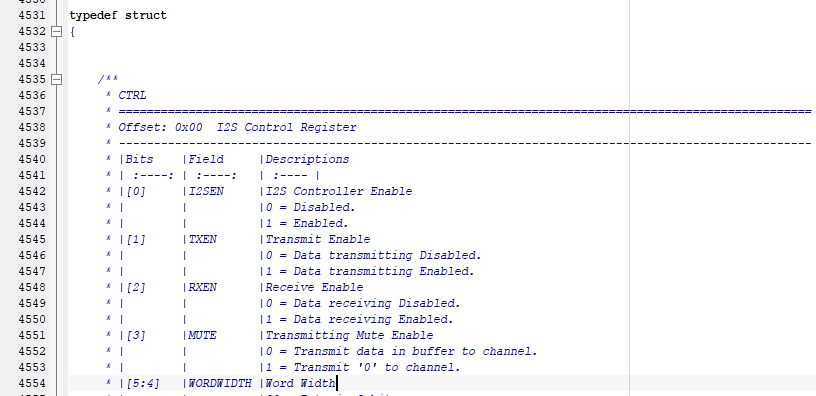 4531 typedef struct
4532 {
4533
4534
4535 /**
4536 * CTRL
4537 * ===================================================================================================
4538 * Offset: 0x00  I2S Control Register
4539 * ---------------------------------------------------------------------------------------------------
4540 * |Bits    |Field     |Descriptions
4541 * | :----: | :----:   | :---- |
4542 * |[0]     |I2SEN     |I2S Controller Enable
4543 * |        |          |0 = Disabled.
4544 * |        |          |1 = Enabled.
4545 * |[1]     |TXEN      |Transmit Enable
4546 * |        |          |0 = Data transmitting Disabled.
4547 * |        |          |1 = Data transmitting Enabled.
4548 * |[2]     |RXEN      |Receive Enable
4549 * |        |          |0 = Data receiving Disabled.
4550 * |        |          |1 = Data receiving Enabled.
4551 * |[3]     |MUTE      |Transmitting Mute Enable
4552 * |        |          |0 = Transmit data in buffer to channel.
4553 * |        |          |1 = Transmit '0' to channel.
4554 * |[5:4]   |WORDWIDTH |Word Width